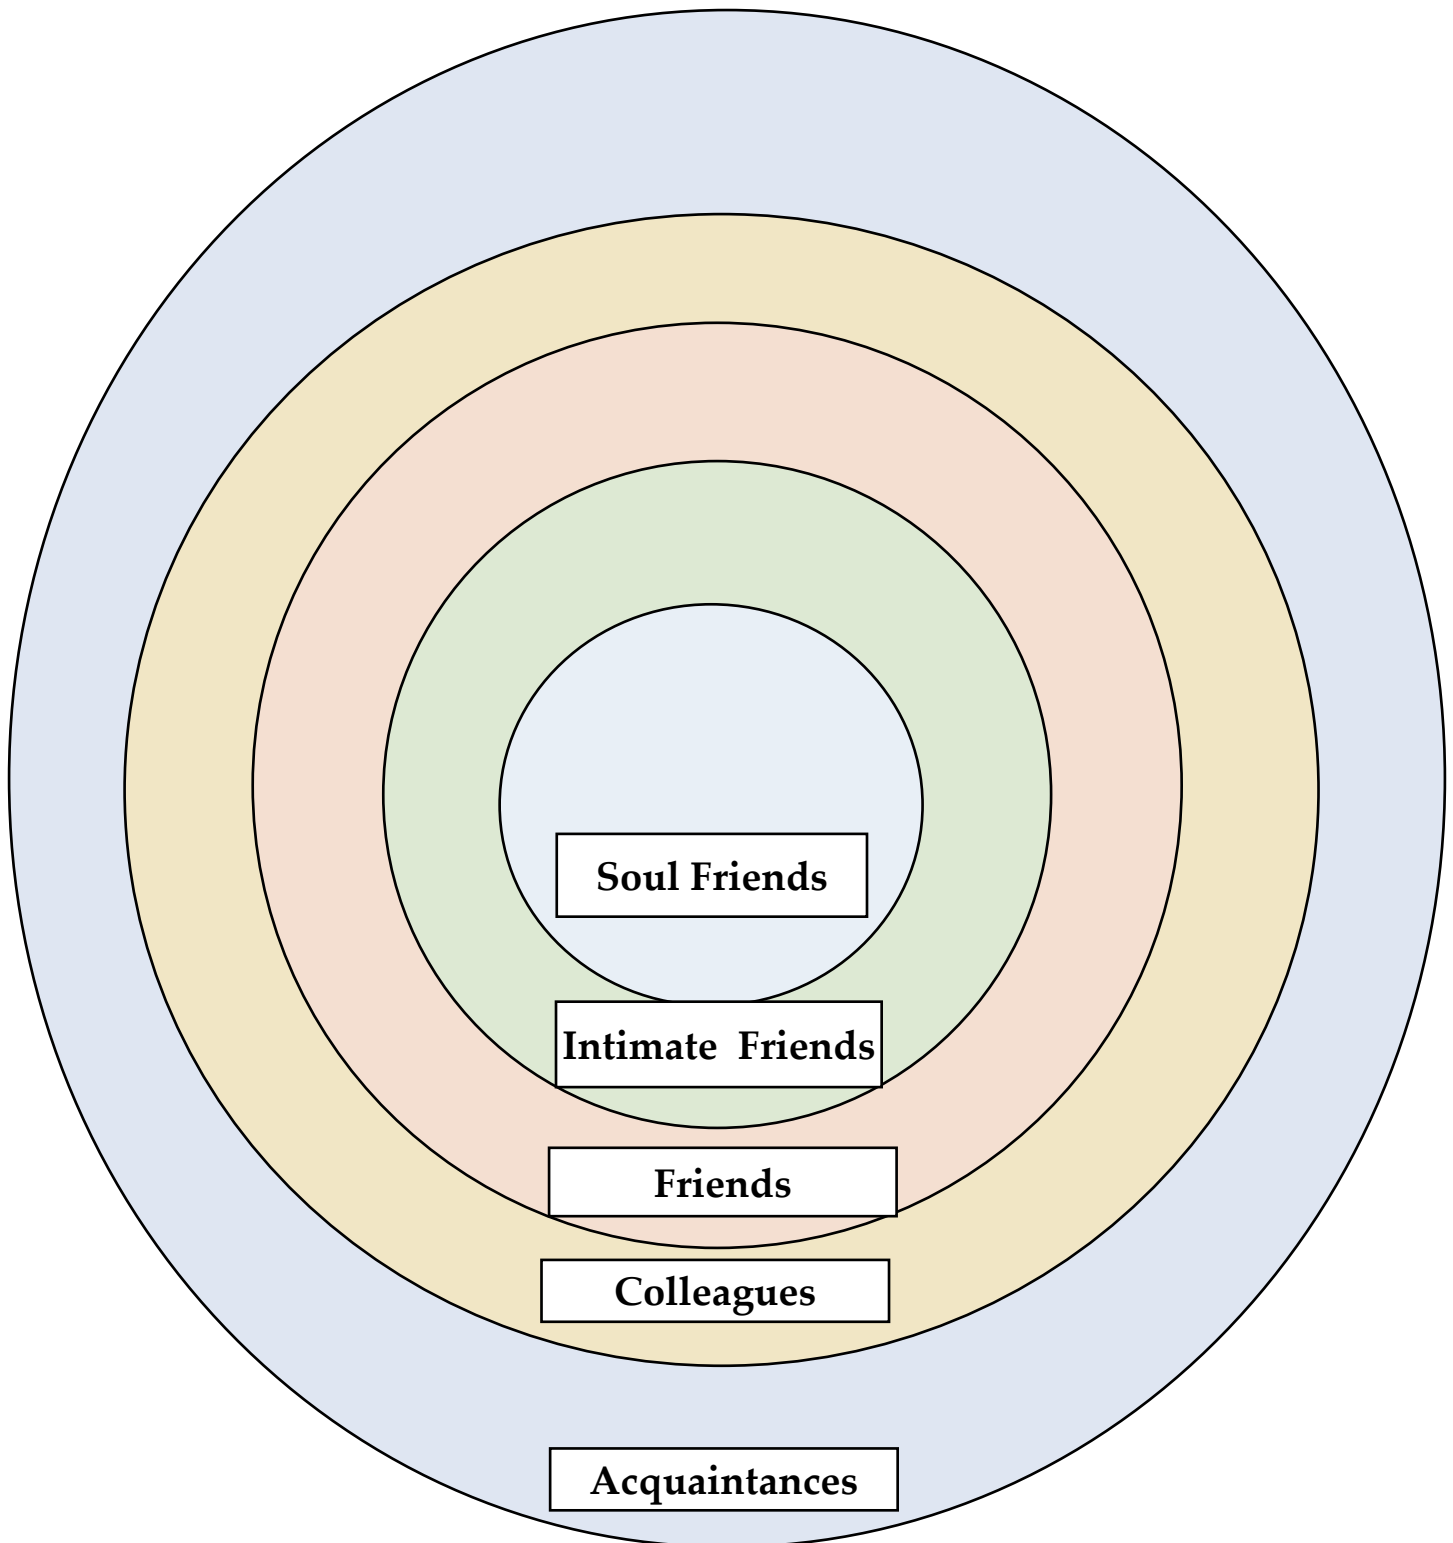 Soul Friends
Intimate Friends
Friends
Colleagues
Acquaintances